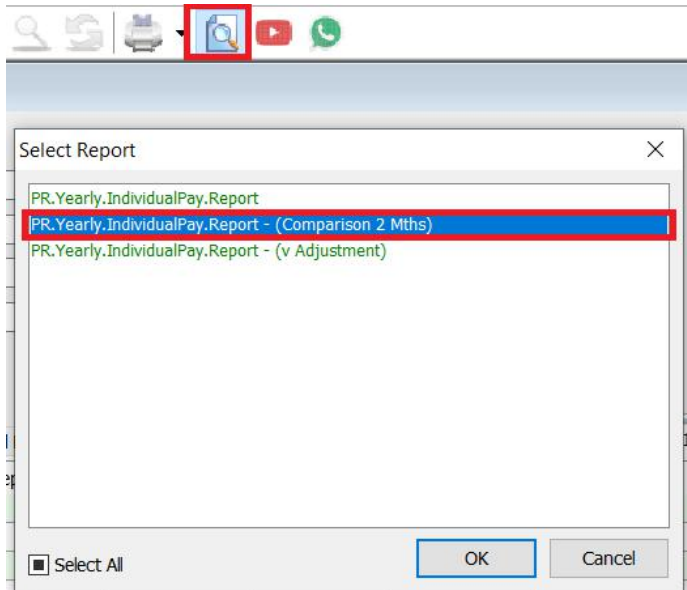 Select Report
PR.Yearly.IndividualPay.Report
PR.Yearly.IndividualPay.Report - (Comparison 2 Mths)
PR.Yearly.IndividualPay.Report - (v Adjustment)
Select All
OK
Cancel